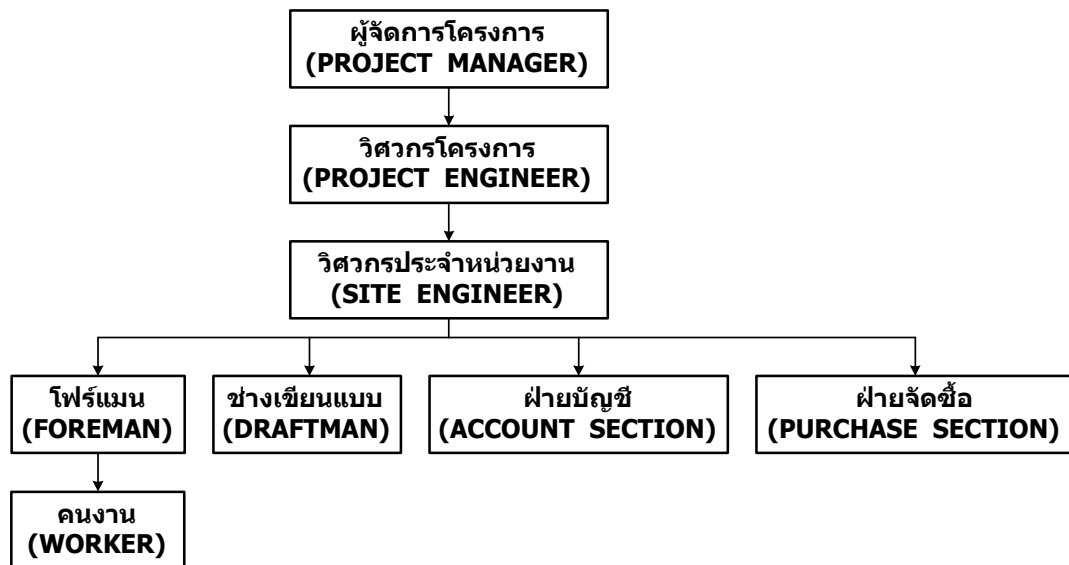 ผู้จัดการโครงการ
(PROJECT MANAGER)
วิศวกรโครงการ
(PROJECT ENGINEER)
วิศวกรประจำหน่วยงาน
(SITE ENGINEER)
โฟร์แมน
(FOREMAN)
ช่างเขียนแบบ
(DRAFTMAN)
ฝ่ายบัญชี
(ACCOUNT SECTION)
ฝ่ายจัดซื้อ
(PURCHASE SECTION)
คนงาน
(WORKER)